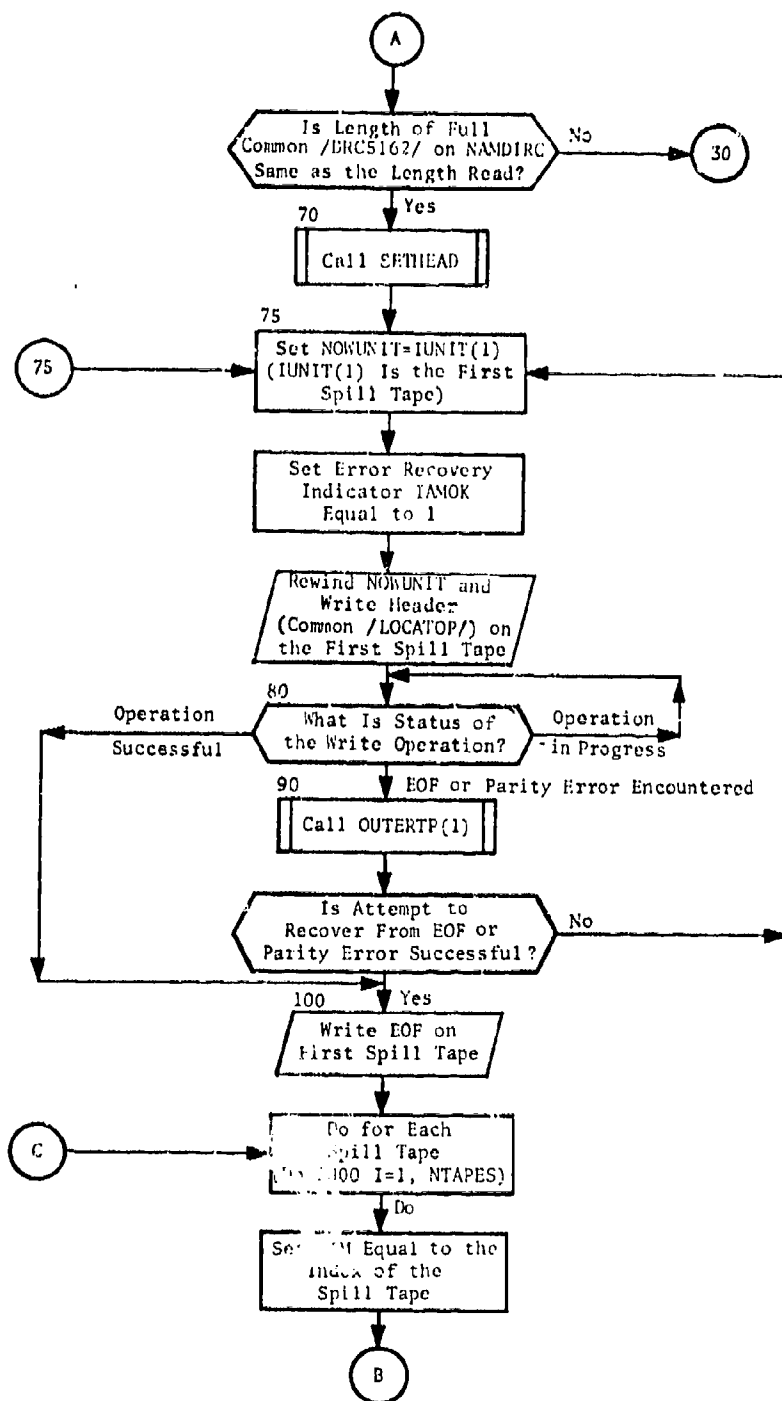 A
Is Length of Full
Common /DRC5162/ on NAMDIRC
Same as the Length Read?
No
30
Yes
70
Call SETHEAD
75
75
Set NOWUNIT=IUNIT(1)
(IUNIT(1) Is the First
Spill Tape)
Set Error Recovery
Indicator IAMOK
Equal to 1
Rewind NOWUNIT and
Write Header
(Common /LOCATOP/) on
the First Spill Tape
80
Operation
Successful
What Is Status of
the Write Operation?
Operation
in Progress
90
EOF or Parity Error Encountered
Call OUTERTP(1)
Is Attempt to
Recover From EOF or
Parity Error Successful?
No
100
Yes
Write EOF on
First Spill Tape
C
Do for Each
Spill Tape
I=1, NTAPES)
Do
Equal to the
Index of the
Spill Tape
B